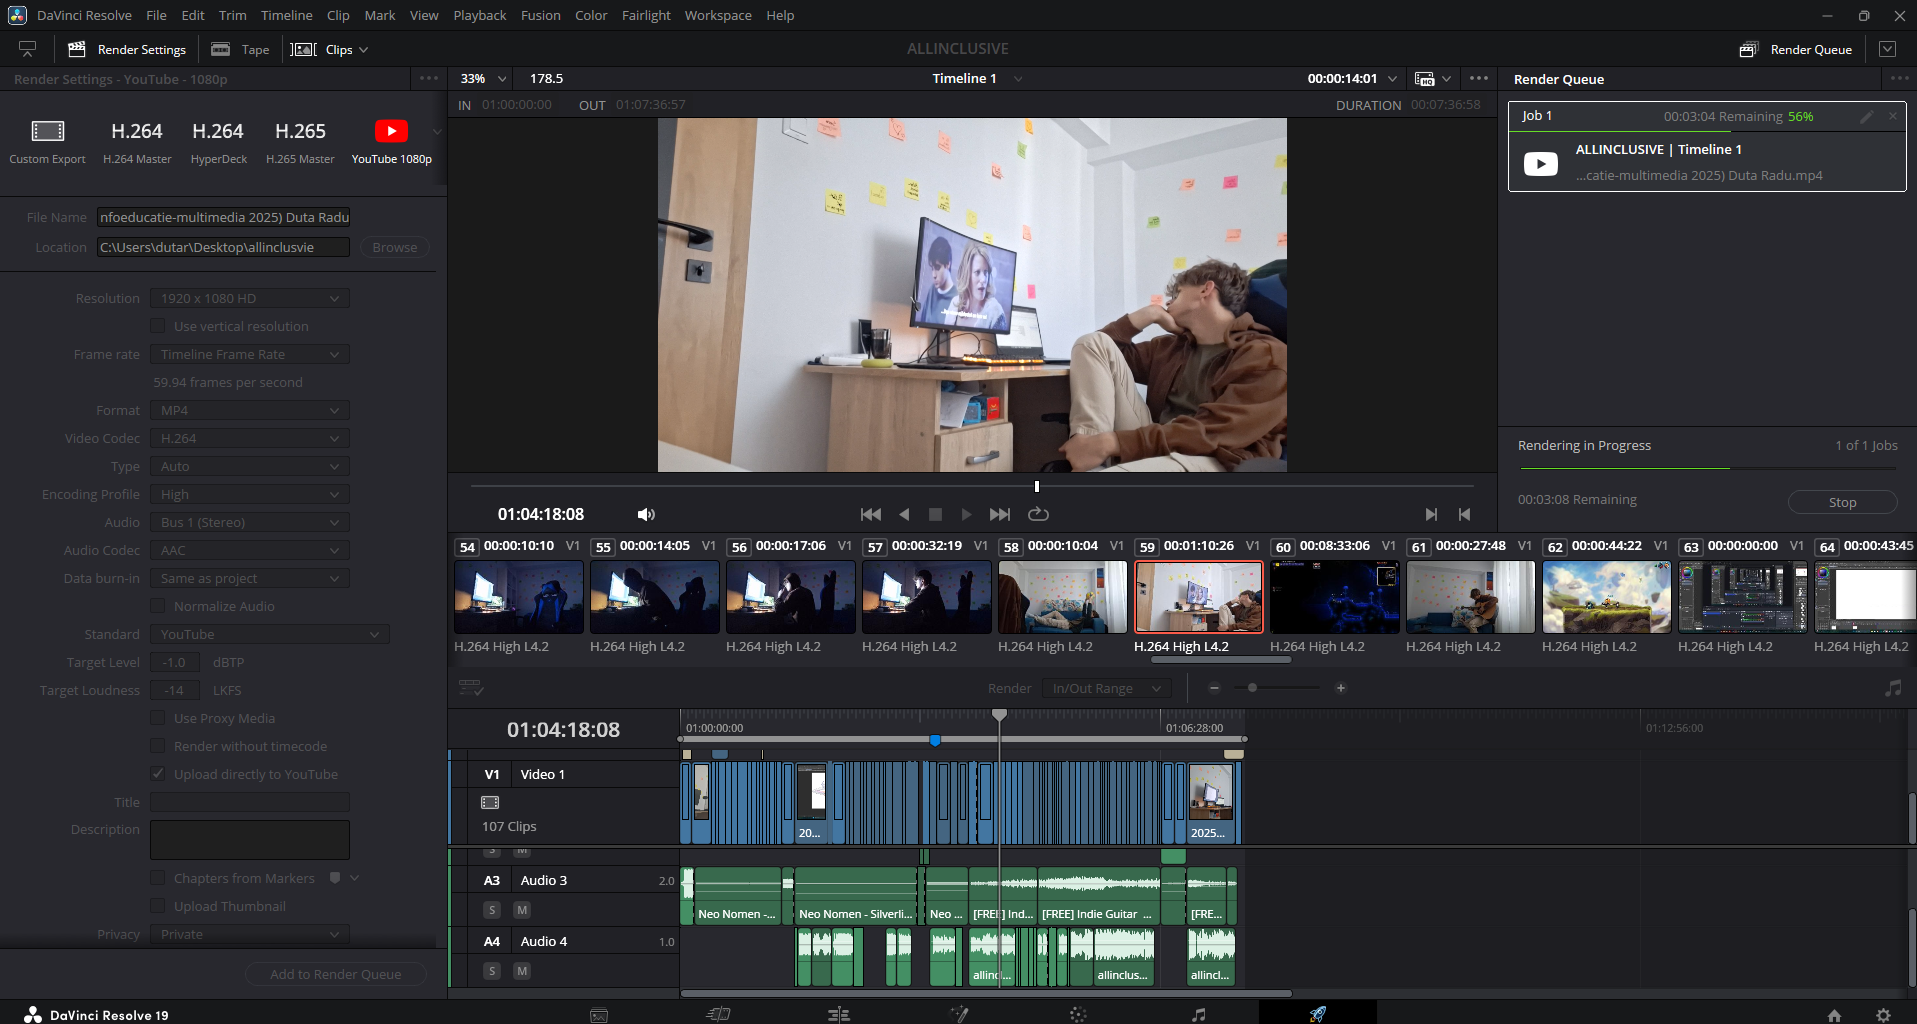 DaVinci Resolve File Edit Trim Timeline Clip Mark View Playback Fusion Color Fairlight Workspace Help
Render Settings Tape Clips ALLINCLUSIVE Render Queue
Render Settings - YouTube - 1080p
33% 178.5 Timeline 1 00:00:14:01
Render Queue
IN 01:00:00:00 OUT 01:07:36:57 DURATION 00:07:36:58
H.264 H.264 H.265
Custom Export H.264 Master HyperDeck H.265 Master YouTube 1080p
Job 1 00:03:04 Remaining 56%
ALLINCLUSIVE | Timeline 1
...catie-multimedia 2025) Duta Radu.mp4
File Name nfoeducatie-multimedia 2025) Duta Radu
Location C:\Users\dutar\Desktop\allinclusvie Browse
Resolution 1920 x 1080 HD
Use vertical resolution
Frame rate Timeline Frame Rate
59.94 frames per second
Format MP4
Video Codec H.264
Type Auto
Encoding Profile High
Audio Bus 1 (Stereo)
Audio Codec AAC
Data burn-in Same as project
Normalize Audio
Standard YouTube
Target Level -1.0 dBTP
Target Loudness -14 LKFS
Use Proxy Media
Render without timecode
Upload directly to YouTube
Title
Description
Chapters from Markers
Upload Thumbnail
Privacy Private
Add to Render Queue
Rendering in Progress 1 of 1 Jobs
00:03:08 Remaining Stop
01:04:18:08
54 00:00:10:10 V1 55 00:00:14:05 V1 56 00:00:17:06 V1 57 00:00:32:19 V1 58 00:00:10:04 V1 59 00:01:10:26 V1 60 00:08:33:06 V1 61 00:00:27:48 V1 62 00:00:44:22 V1 63 00:00:00:00 V1 64 00:00:43:45
H.264 High L4.2 H.264 High L4.2 H.264 High L4.2 H.264 High L4.2 H.264 High L4.2 H.264 High L4.2 H.264 High L4.2 H.264 High L4.2 H.264 High L4.2 H.264 High L4.2 H.264 High L4.2
Render In/Out Range
01:04:18:08 01:00:00:00 01:06:28:00 01:12:56:00
V1 Video 1
107 Clips 20... 2025...
S M
A3 Audio 3 2.0
S M Neo Nomen -... Neo Nomen - Silverli... Neo ... [FREE] Ind... [FREE] Indie Guitar ... [FRE...
A4 Audio 4 1.0
S M allincl... allinclus... allincl...
DaVinci Resolve 19